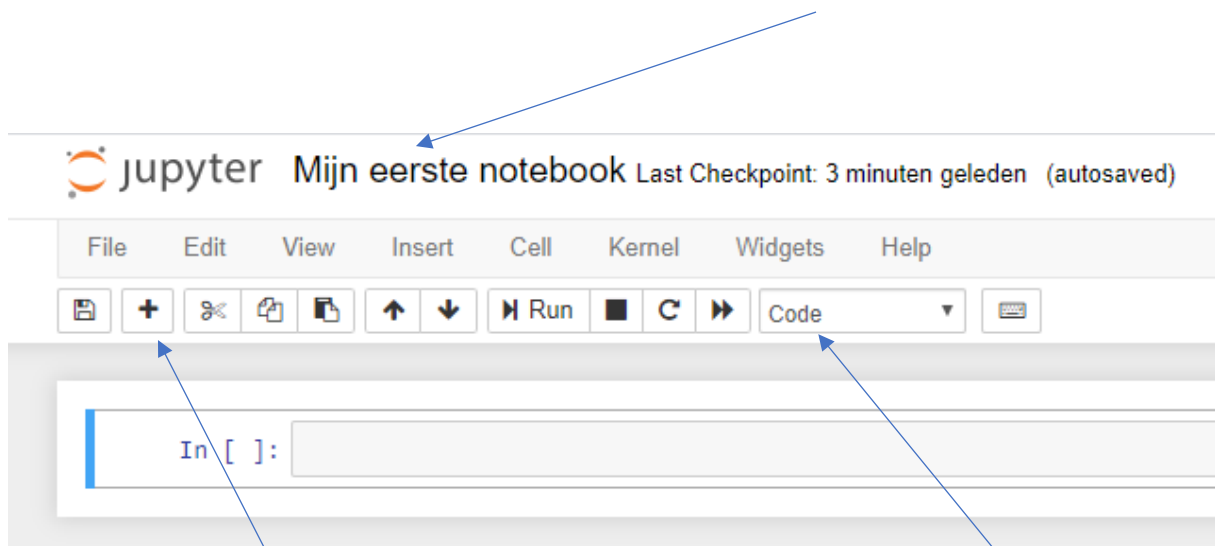 jupyter Mijn eerste notebook Last Checkpoint: 3 minuten geleden (autosaved)
File Edit View Insert Cell Kernel Widgets Help
Run Code
In [ ]: